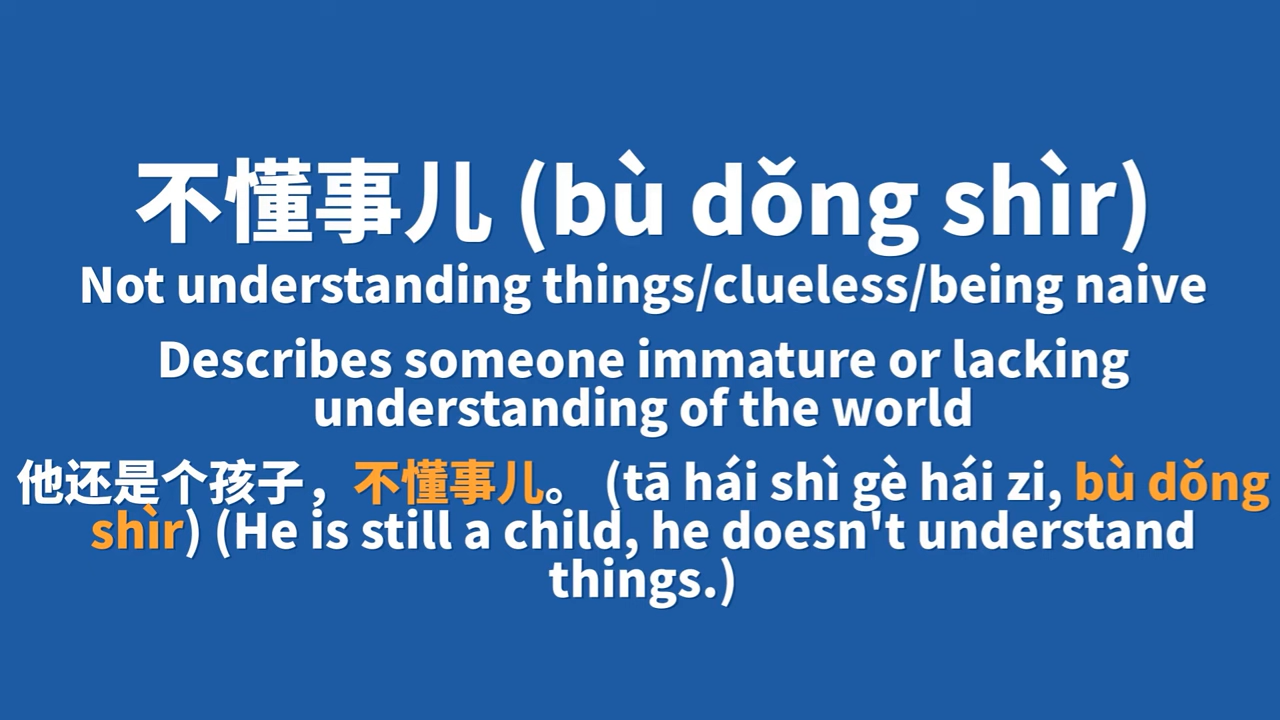 不懂事儿 (bù dǒng shìr)
Not understanding things/clueless/being naive
Describes someone immature or lacking
understanding of the world
他还是个孩子，不懂事儿。 (tā hái shì gè hái zi, bù dǒng
shìr) (He is still a child, he doesn't understand
things.)